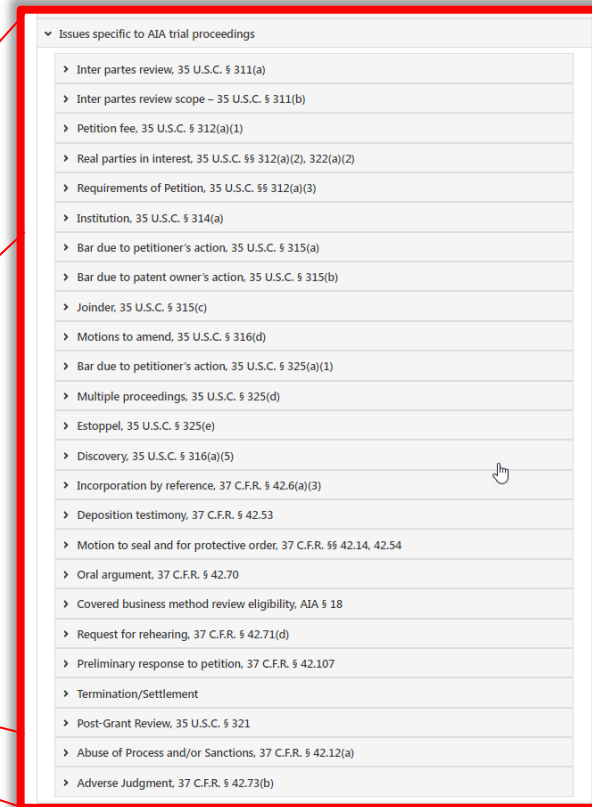 Issues specific to AIA trial proceedings
Inter partes review, 35 U.S.C. § 311(a)
Inter partes review scope – 35 U.S.C. § 311(b)
Petition fee, 35 U.S.C. § 312(a)(1)
Real parties in interest, 35 U.S.C. §§ 312(a)(2), 322(a)(2)
Requirements of Petition, 35 U.S.C. §§ 312(a)(3)
Institution, 35 U.S.C. § 314(a)
Bar due to petitioner's action, 35 U.S.C. § 315(a)
Bar due to patent owner's action, 35 U.S.C. § 315(b)
Joinder, 35 U.S.C. § 315(c)
Motions to amend, 35 U.S.C. § 316(d)
Bar due to petitioner's action, 35 U.S.C. § 325(a)(1)
Multiple proceedings, 35 U.S.C. § 325(d)
Estoppel, 35 U.S.C. § 325(e)
Discovery, 35 U.S.C. § 316(a)(5)
Incorporation by reference, 37 C.F.R. § 42.6(a)(3)
Deposition testimony, 37 C.F.R. § 42.53
Motion to seal and for protective order, 37 C.F.R. §§ 42.14, 42.54
Oral argument, 37 C.F.R. § 42.70
Covered business method review eligibility, AIA § 18
Request for rehearing, 37 C.F.R. § 42.71(d)
Preliminary response to petition, 37 C.F.R. § 42.107
Termination/Settlement
Post-Grant Review, 35 U.S.C. § 321
Abuse of Process and/or Sanctions, 37 C.F.R. § 42.12(a)
Adverse Judgment, 37 C.F.R. § 42.73(b)